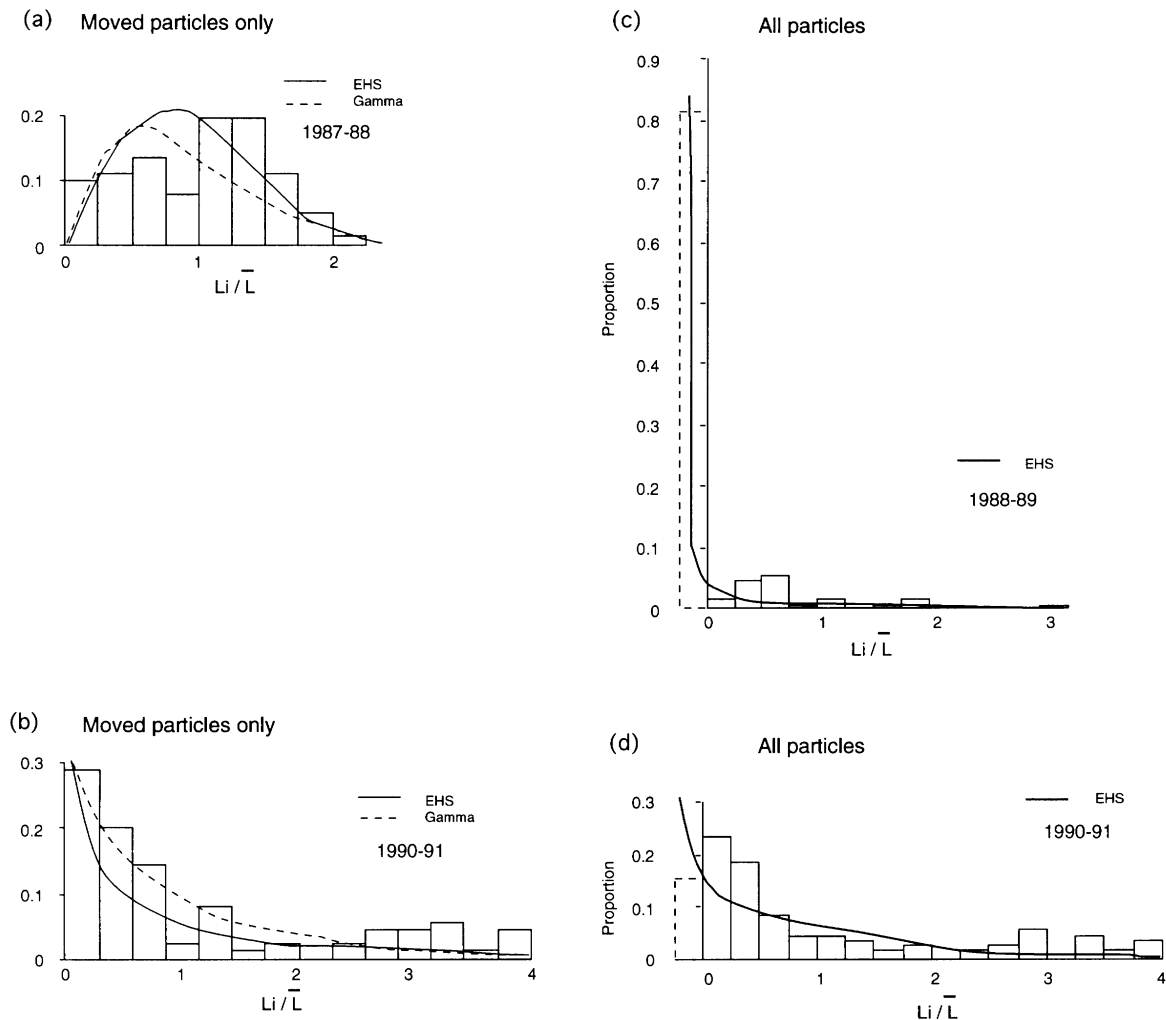 (a) Moved particles only
EHS
Gamma
1987-88
0.2
0.1
0
0 1 2
Li / L̅
(c) All particles
0.9
0.8
0.7
0.6
0.5
0.4
0.3
0.2
0.1
0
Proportion
EHS
1988-89
0 1 2 3
Li / L̅
(b) Moved particles only
0.3
0.2
0.1
0
EHS
Gamma
1990-91
0 1 2 3 4
Li / L̅
(d) All particles
0.3
0.2
0.1
0
Proportion
EHS
1990-91
0 1 2 3 4
Li / L̅